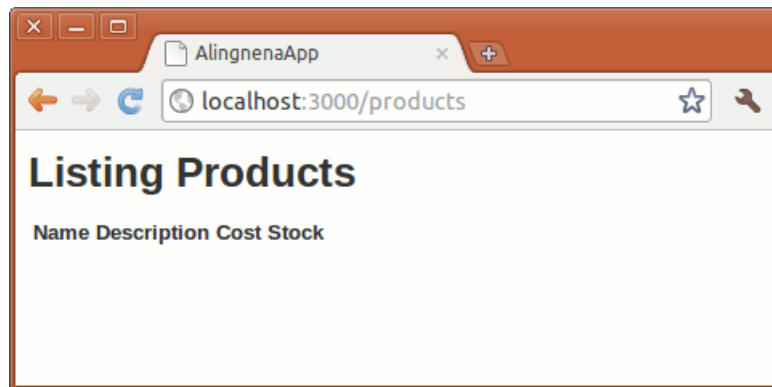 AlingnenaApp
localhost:3000/products
Listing Products
Name Description Cost Stock